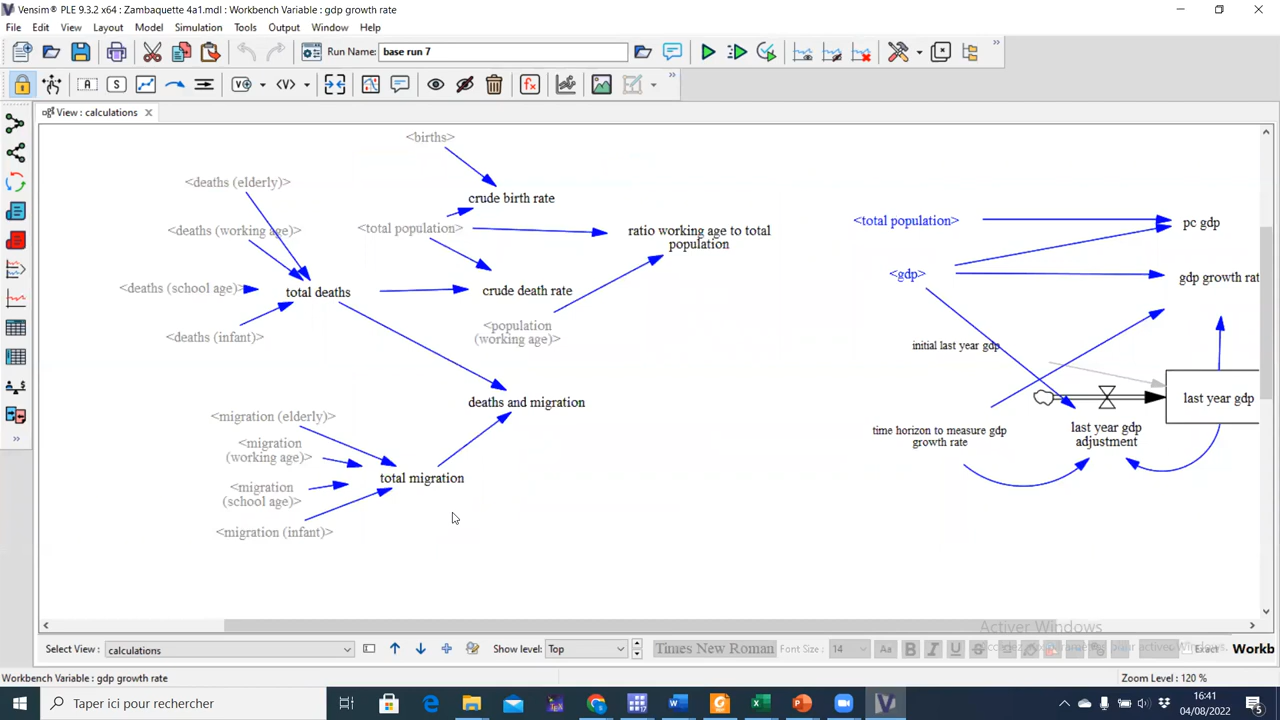 Vensim® PLE 9.3.2 x64 : Zambaquette 4a1.mdl : Workbench Variable : gdp growth rate
File Edit View Layout Model Simulation Tools Output Window Help
Run Name: base run 7
View : calculations
<births>
<deaths (elderly)>
crude birth rate
<total population>
pc gdp
<deaths (working age)>
<total population>
ratio working age to total
population
<gdp>
gdp growth rat
<deaths (school age)>
total deaths
crude death rate
<deaths (infant)>
<population
(working age)>
initial last year gdp
deaths and migration
last year gdp
<migration (elderly)>
<migration
(working age)>
time horizon to measure gdp
growth rate
last year gdp
adjustment
total migration
<migration
(school age)>
<migration (infant)>
Activer Windows
Select View: calculations
Show level: Top
Times New Roman Font Size: 14 Aa B I U S
Exact
Workb
Workbench Variable : gdp growth rate
Zoom Level : 120 %
Taper ici pour rechercher
16:41
04/08/2022